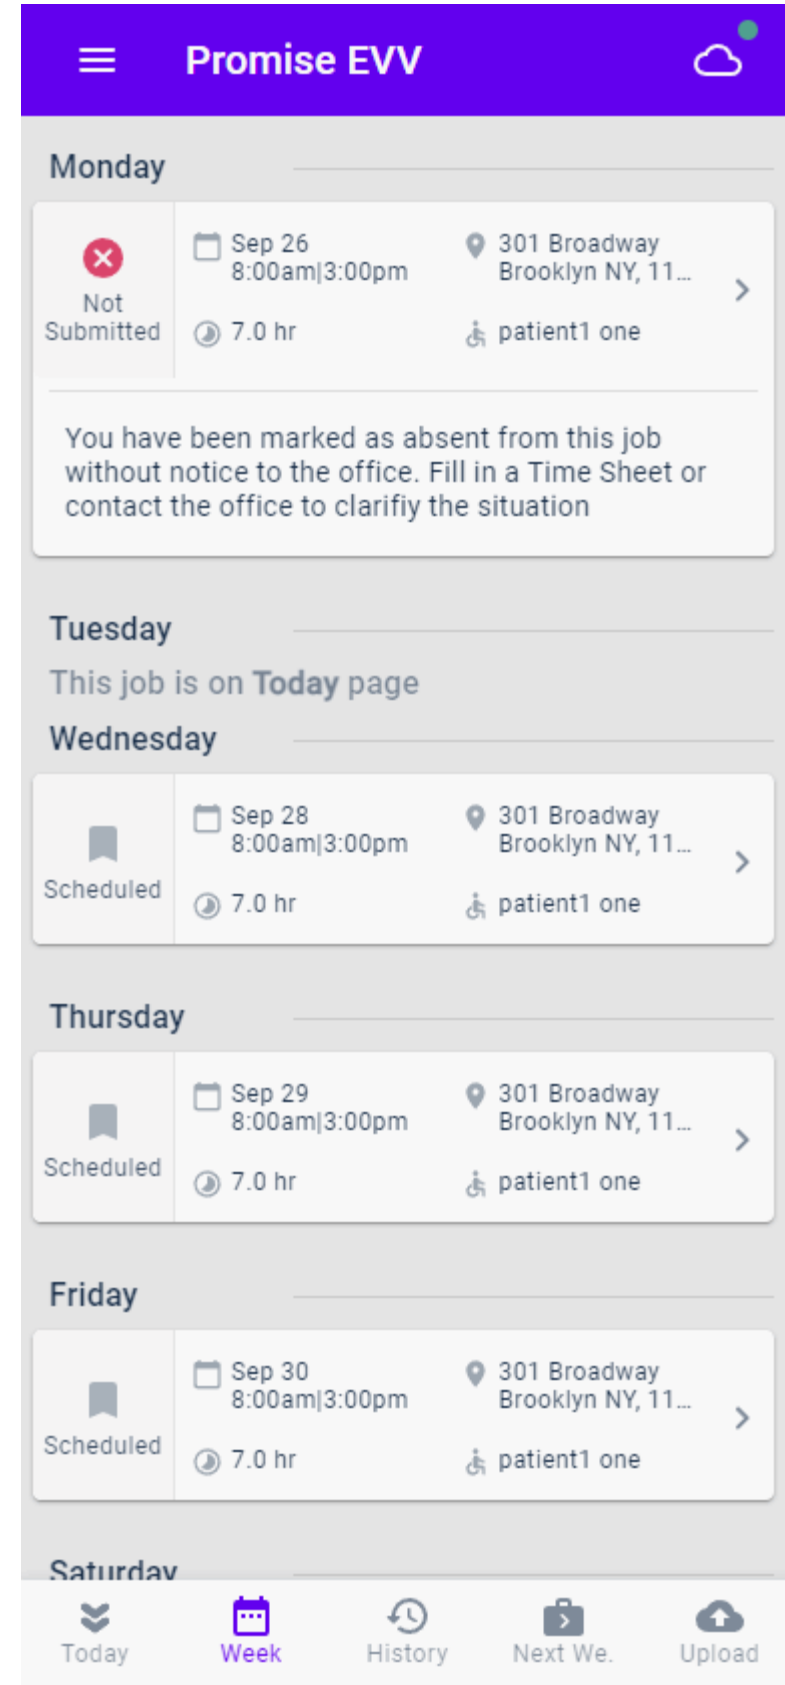 Promise EVV
Monday
Not
Submitted
Sep 26
8:00am|3:00pm
7.0 hr
301 Broadway
Brooklyn NY, 11...
patient1 one
You have been marked as absent from this job
without notice to the office. Fill in a Time Sheet or
contact the office to clarifiy the situation
Tuesday
This job is on Today page
Wednesday
Scheduled
Sep 28
8:00am|3:00pm
7.0 hr
301 Broadway
Brooklyn NY, 11...
patient1 one
Thursday
Scheduled
Sep 29
8:00am|3:00pm
7.0 hr
301 Broadway
Brooklyn NY, 11...
patient1 one
Friday
Scheduled
Sep 30
8:00am|3:00pm
7.0 hr
301 Broadway
Brooklyn NY, 11...
patient1 one
Saturday
Today
Week
History
Next We.
Upload